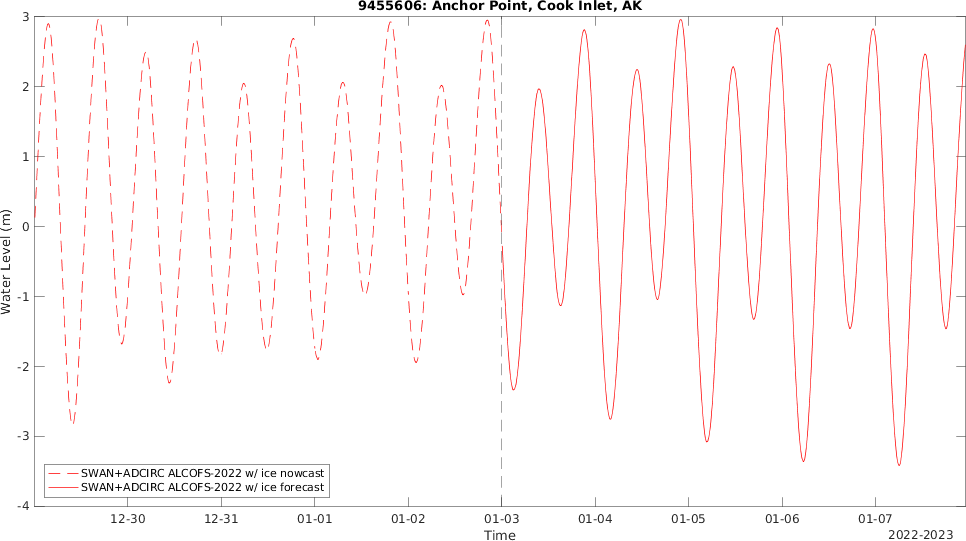 9455606: Anchor Point, Cook Inlet, AK
3
2
1
0
-1
-2
-3
-4
Water Level (m)
SWAN+ADCIRC ALCOFS-2022 w/ ice nowcast
SWAN+ADCIRC ALCOFS-2022 w/ ice forecast
12-30 12-31 01-01 01-02 01-03 01-04 01-05 01-06 01-07
Time
2022-2023